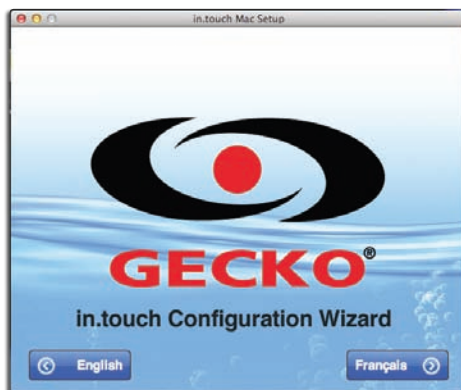 in.touch Mac Setup
GECKO®
in.touch Configuration Wizard
English
Français